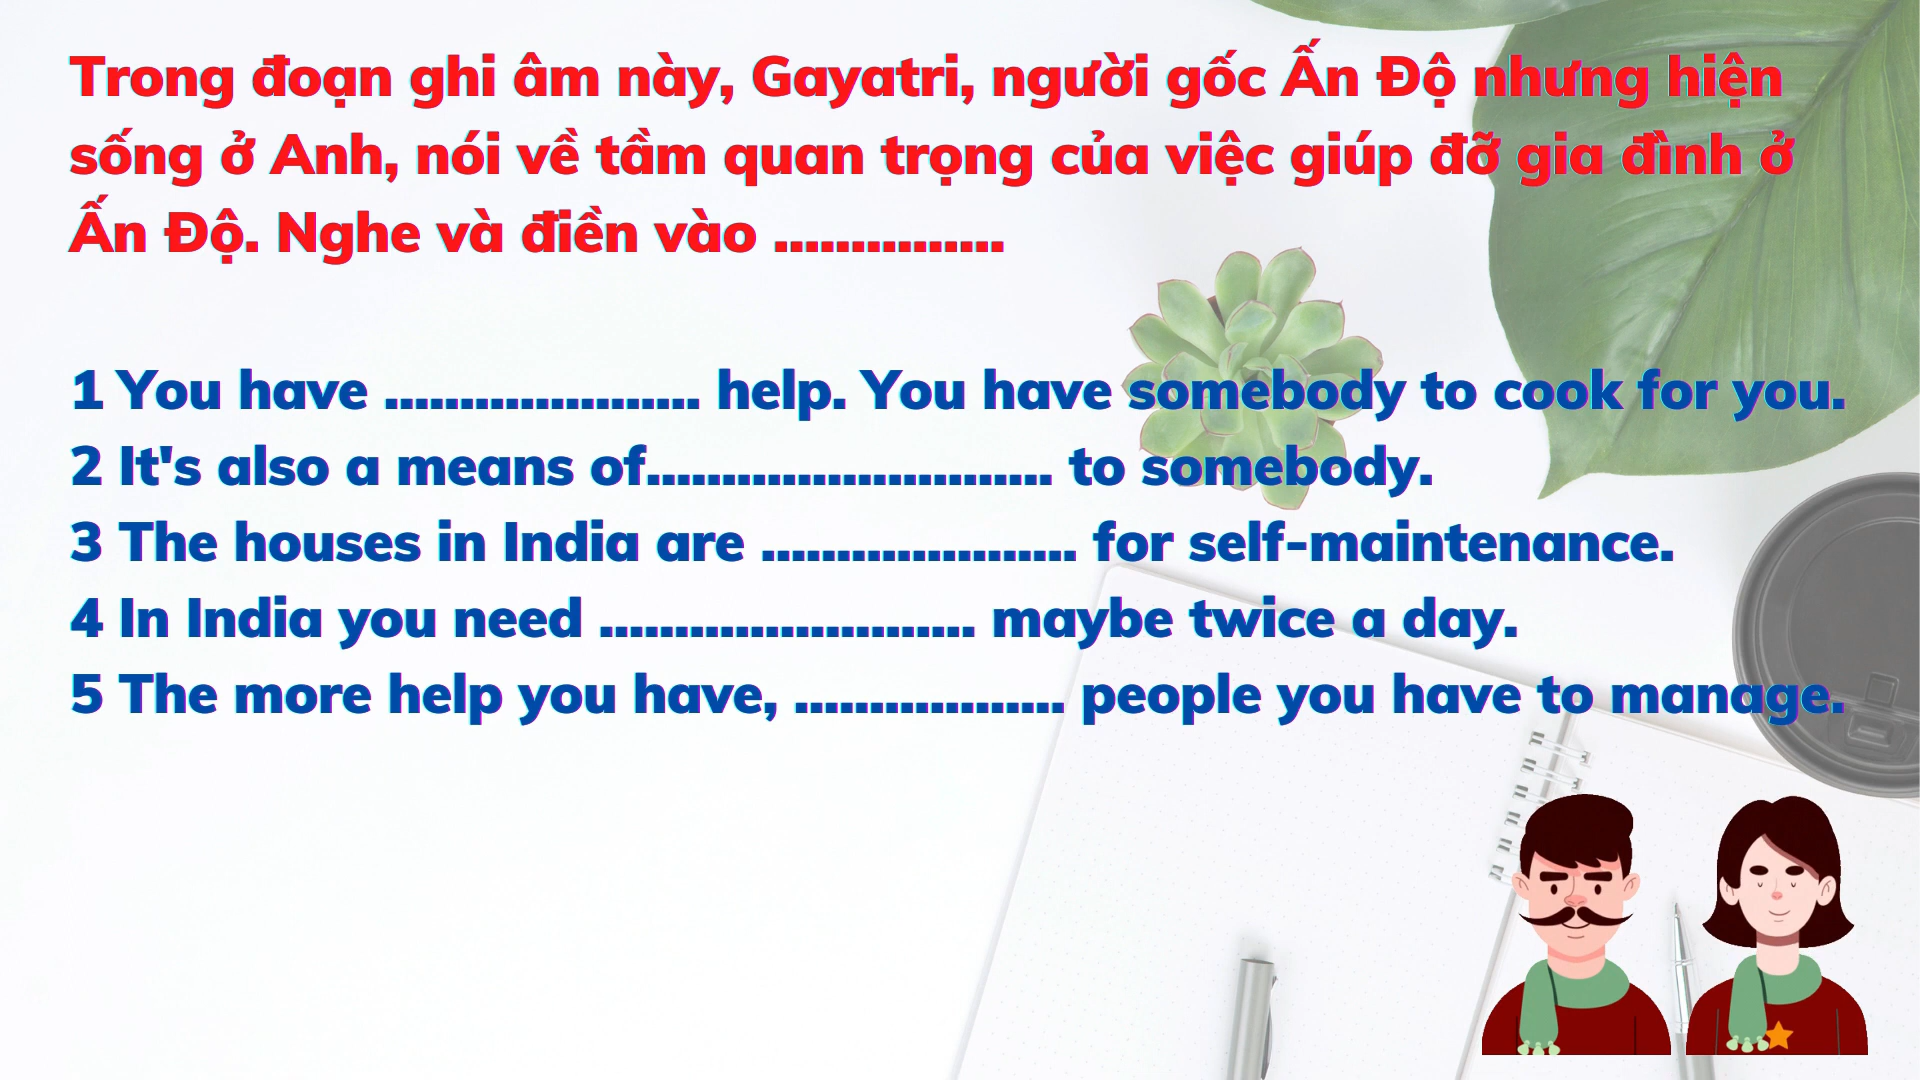 Trong đoạn ghi âm này, Gayatri, người gốc Ấn Độ nhưng hiện
sống ở Anh, nói về tầm quan trọng của việc giúp đỡ gia đình ở
Ấn Độ. Nghe và điền vào ...............
1 You have ..................... help. You have somebody to cook for you.
2 It's also a means of........................... to somebody.
3 The houses in India are ..................... for self-maintenance.
4 In India you need ......................... maybe twice a day.
5 The more help you have, .................. people you have to manage.